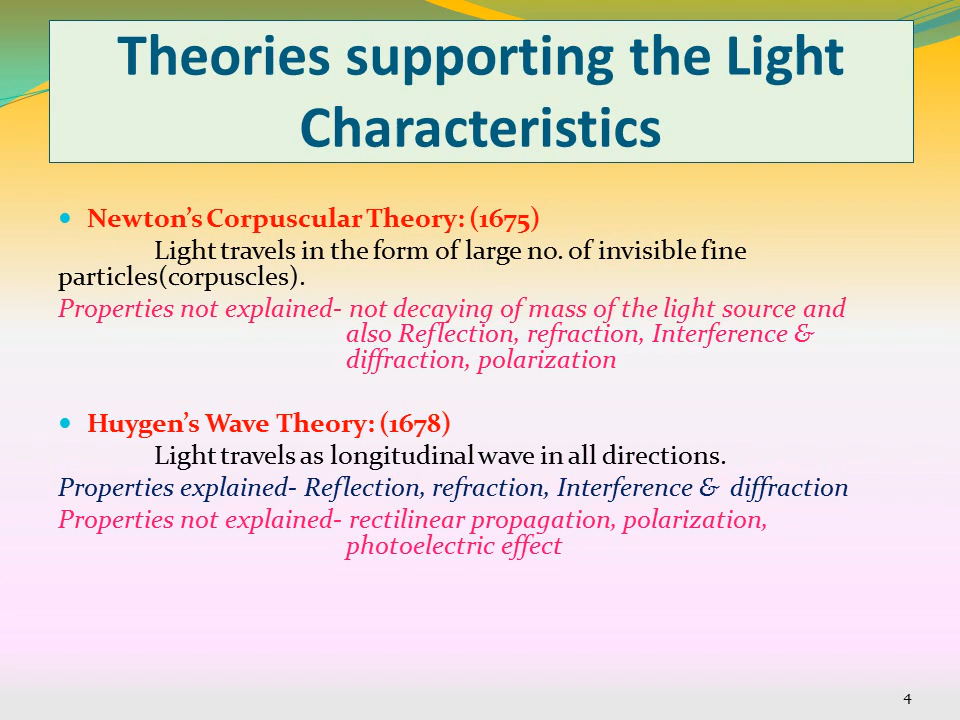 Theories supporting the Light
Characteristics
• Newton’s Corpuscular Theory: (1675)
Light travels in the form of large no. of invisible fine
particles(corpuscles).
Properties not explained- not decaying of mass of the light source and
also Reflection, refraction, Interference &
diffraction, polarization
• Huygen’s Wave Theory: (1678)
Light travels as longitudinal wave in all directions.
Properties explained- Reflection, refraction, Interference & diffraction
Properties not explained- rectilinear propagation, polarization,
photoelectric effect
4